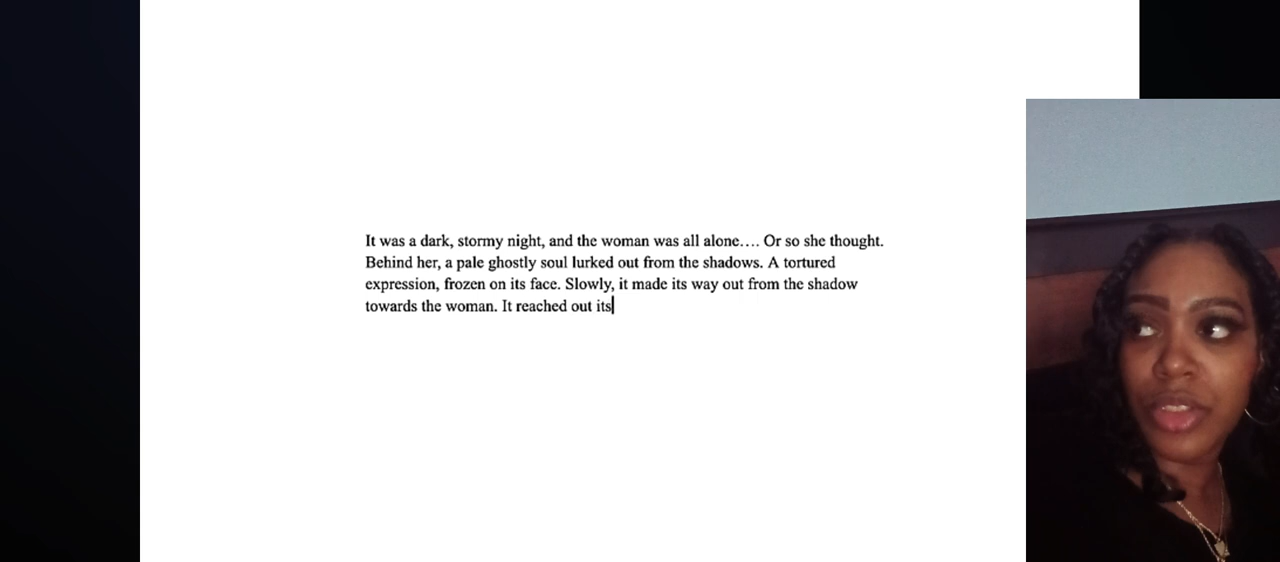 It was a dark, stormy night, and the woman was all alone…. Or so she thought.
Behind her, a pale ghostly soul lurked out from the shadows. A tortured
expression, frozen on its face. Slowly, it made its way out from the shadow
towards the woman. It reached out its